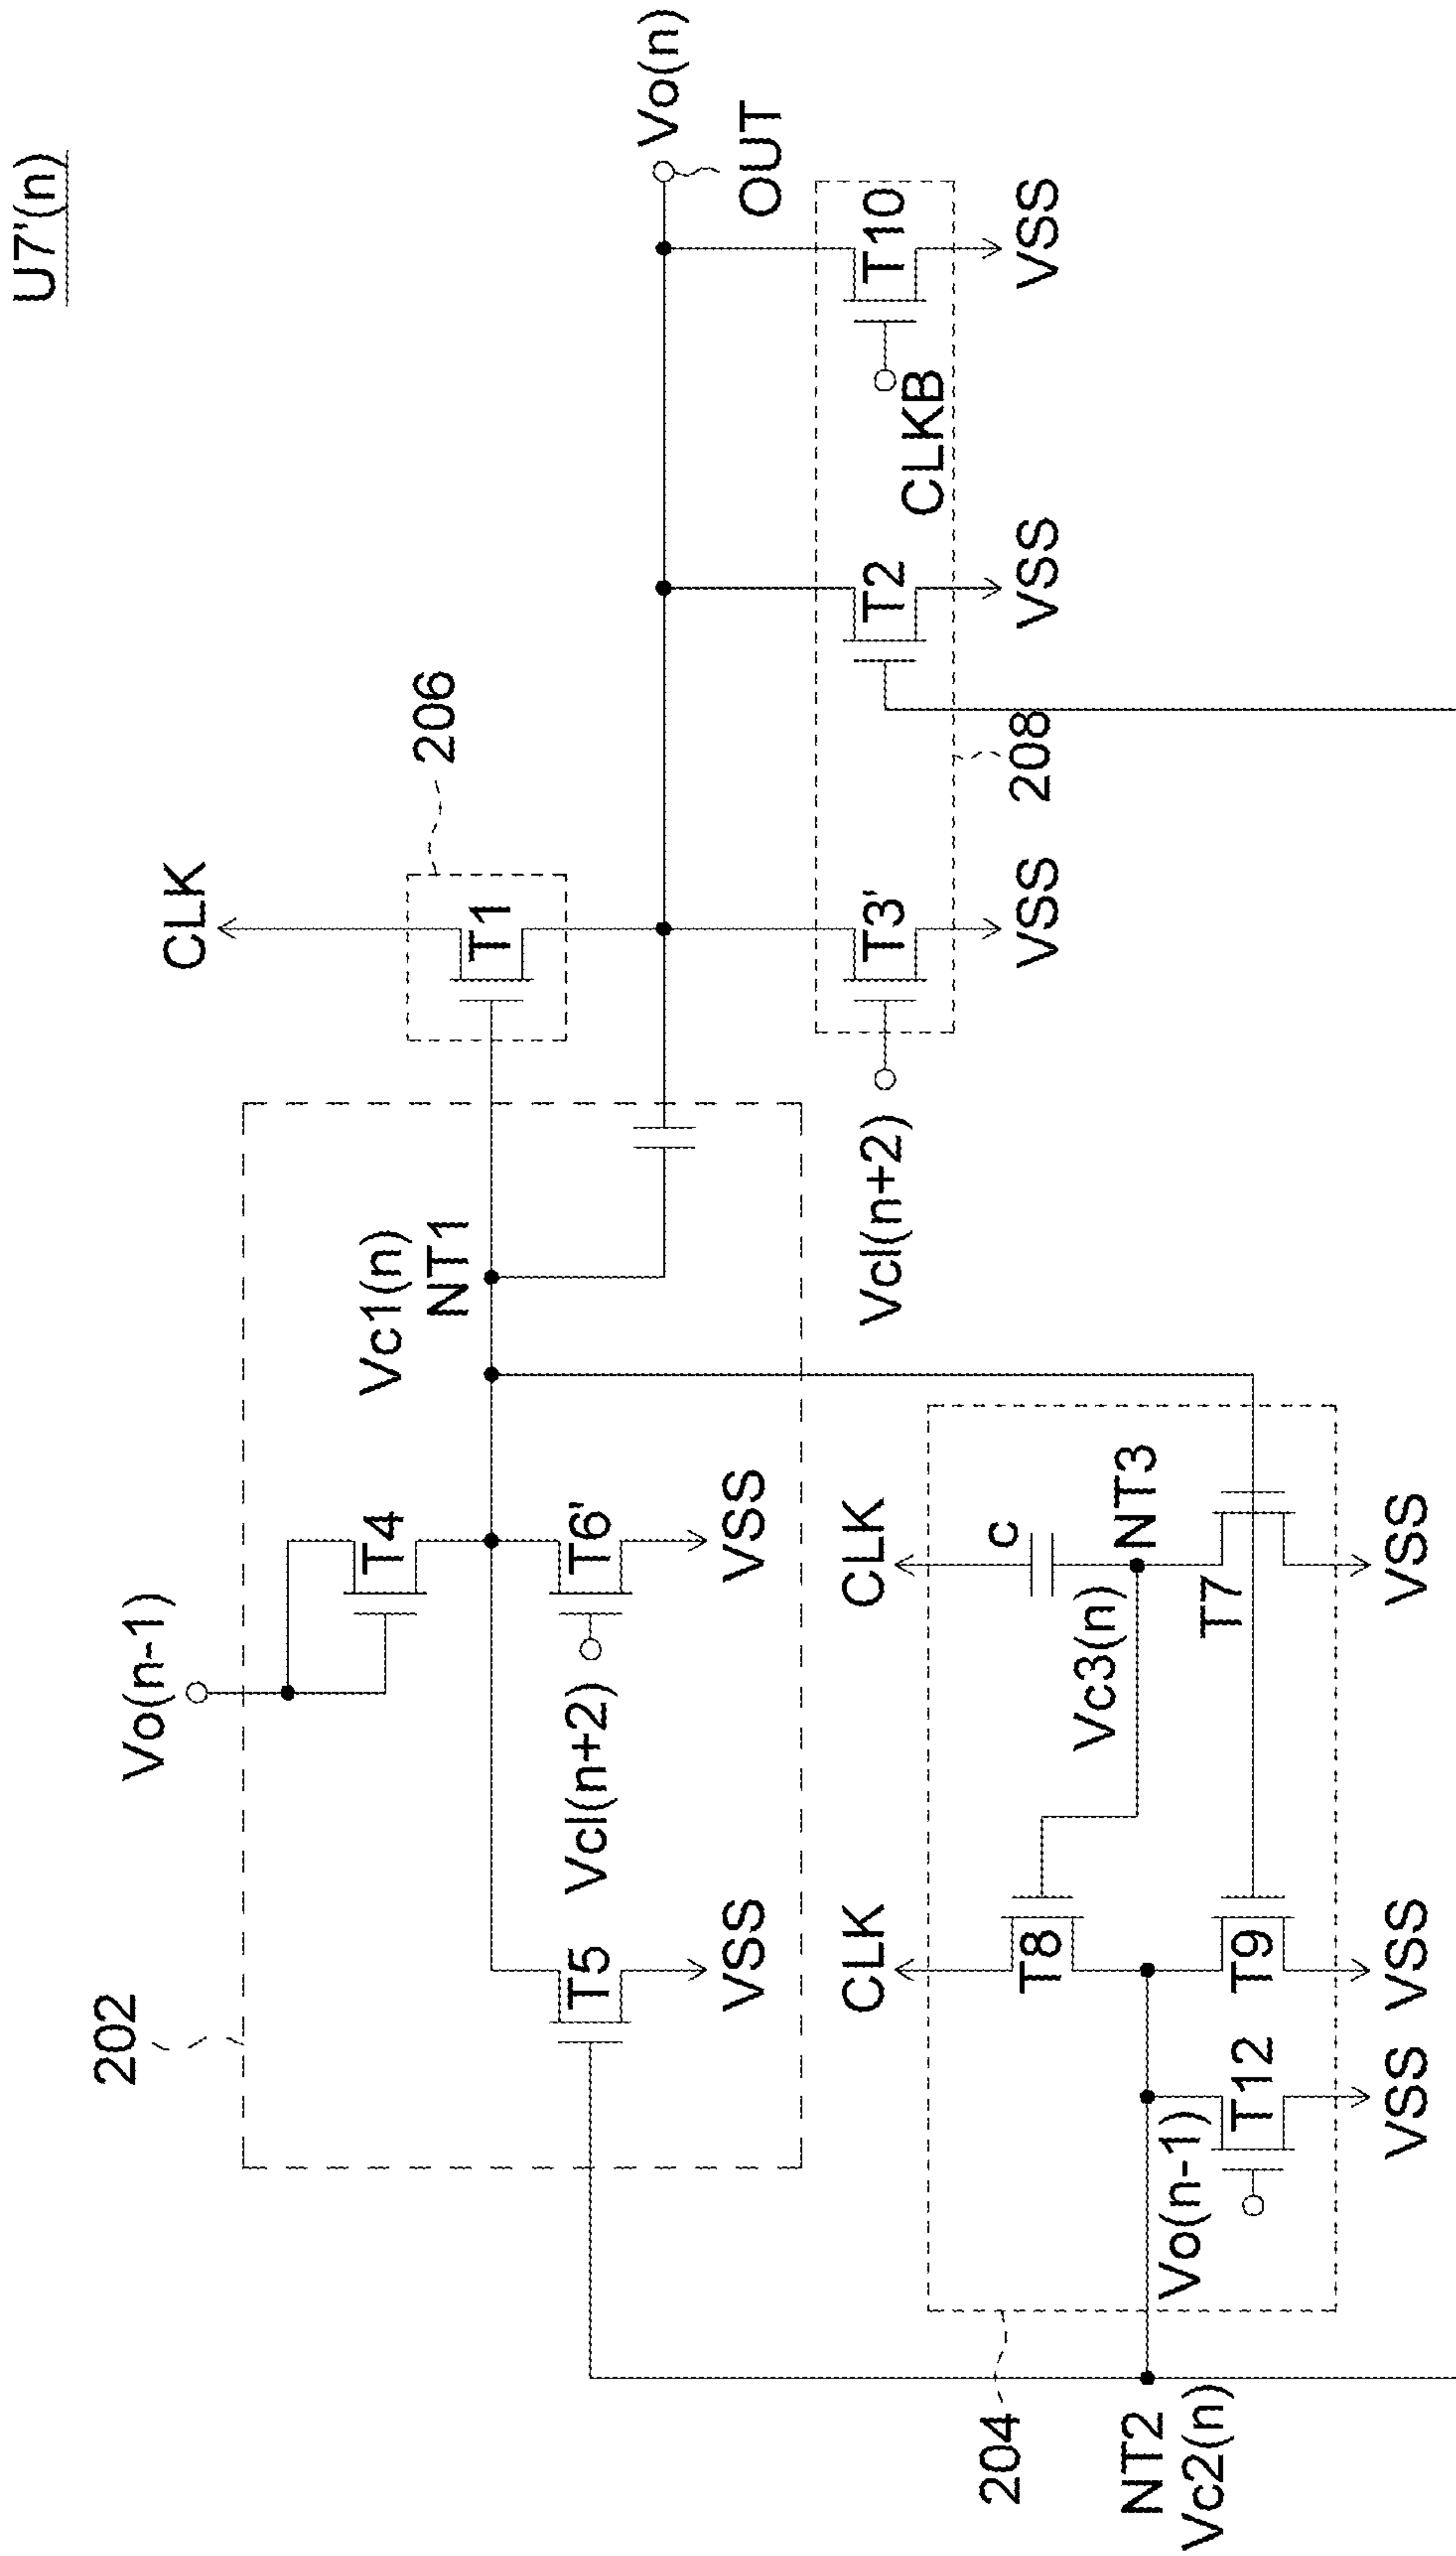 U7'(n)
CLK
206
T1
Vo(n)
OUT
Vo(n-1)
202
T4
Vc1(n)
NT1
T5
T6'
Vcl(n+2)
VSS
VSS
Vcl(n+2)
T3'
T2
T10
CLKB
208
VSS
VSS
VSS
CLK
CLK
c
NT3
Vc3(n)
T8
T7
T9
T12
Vo(n-1)
VSS
VSS
VSS
204
NT2
Vc2(n)